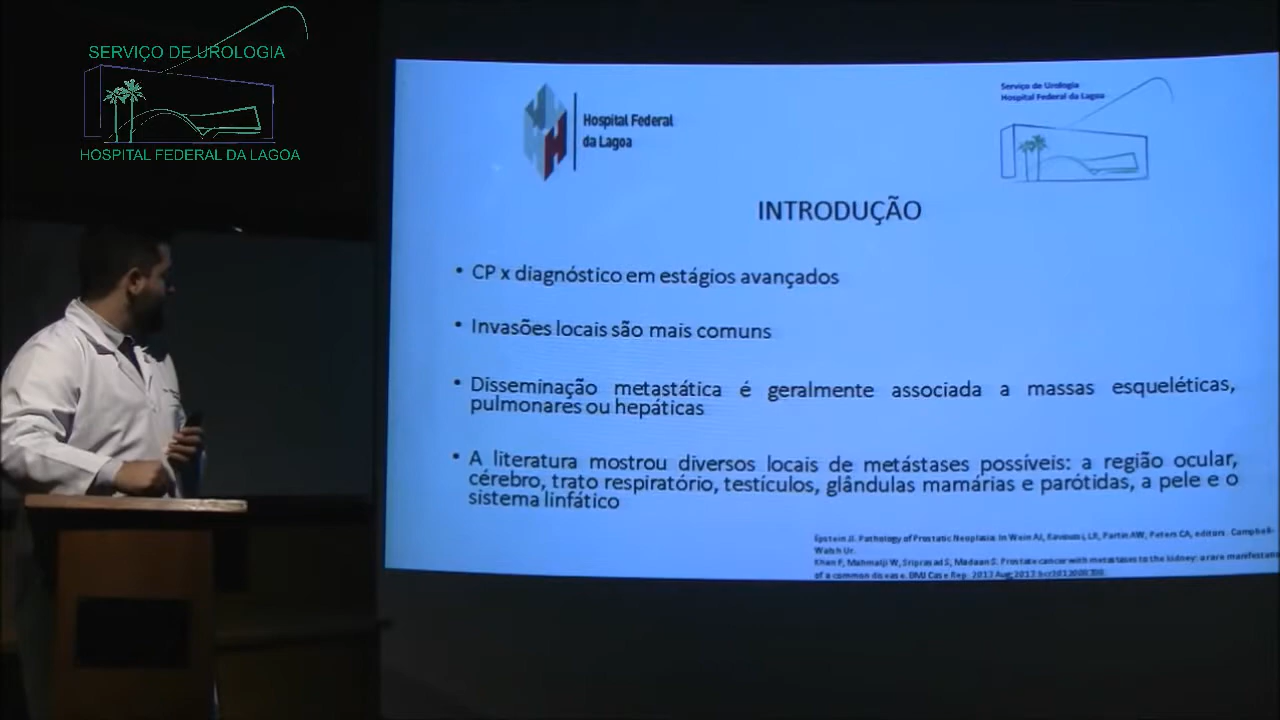 SERVIÇO DE UROLOGIA
HOSPITAL FEDERAL DA LAGOA
Hospital Federal
da Lagoa
Serviço de Urologia
Hospital Federal da Lagoa
INTRODUÇÃO
• CP x diagnóstico em estágios avançados
• Invasões locais são mais comuns
• Disseminação metastática é geralmente associada a massas esqueléticas,
pulmonares ou hepáticas
• A literatura mostrou diversos locais de metástases possíveis: a região ocular,
cérebro, trato respiratório, testículos, glândulas mamárias e parótidas, a pele e o
sistema linfático
Epstein JI. Pathology of Prostatic Neoplasia. In Wein AJ, Kavoussi, LR, Partin AW, Peters CA, editors. Campbell-
Walsh Ur.
Khan F, Mahmalji W, Sriprasad S, Madaan S. Prostate cancer with metastases to the kidney: a rare
of a common disease. BMJ Case Rep. 2013 Aug;2013